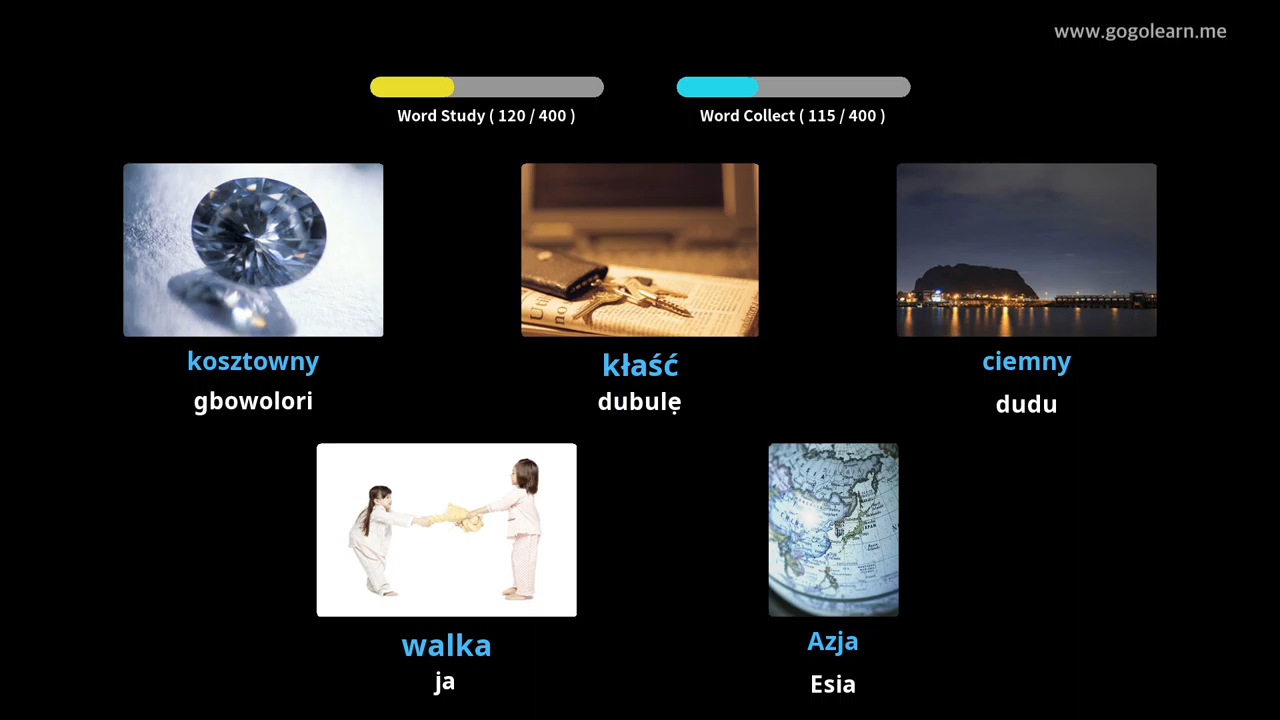 www.gogolearn.me
Word Study ( 120 / 400 )
Word Collect ( 115 / 400 )
kosztowny
gbowolori
kłaść
dubulę
ciemny
dudu
walka
ja
Azja
Esia